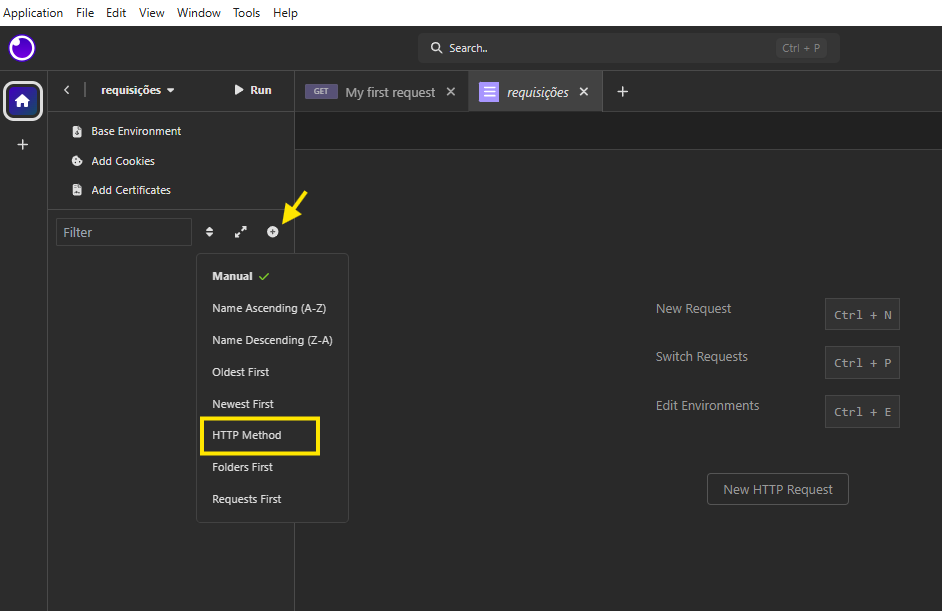 Application File Edit View Window Tools Help
Search.. Ctrl + P
requisições Run
GET My first request requisições
Base Environment
Add Cookies
Add Certificates
Filter
Manual
Name Ascending (A-Z)
Name Descending (Z-A)
Oldest First
Newest First
HTTP Method
Folders First
Requests First
New Request Ctrl + N
Switch Requests Ctrl + P
Edit Environments Ctrl + E
New HTTP Request